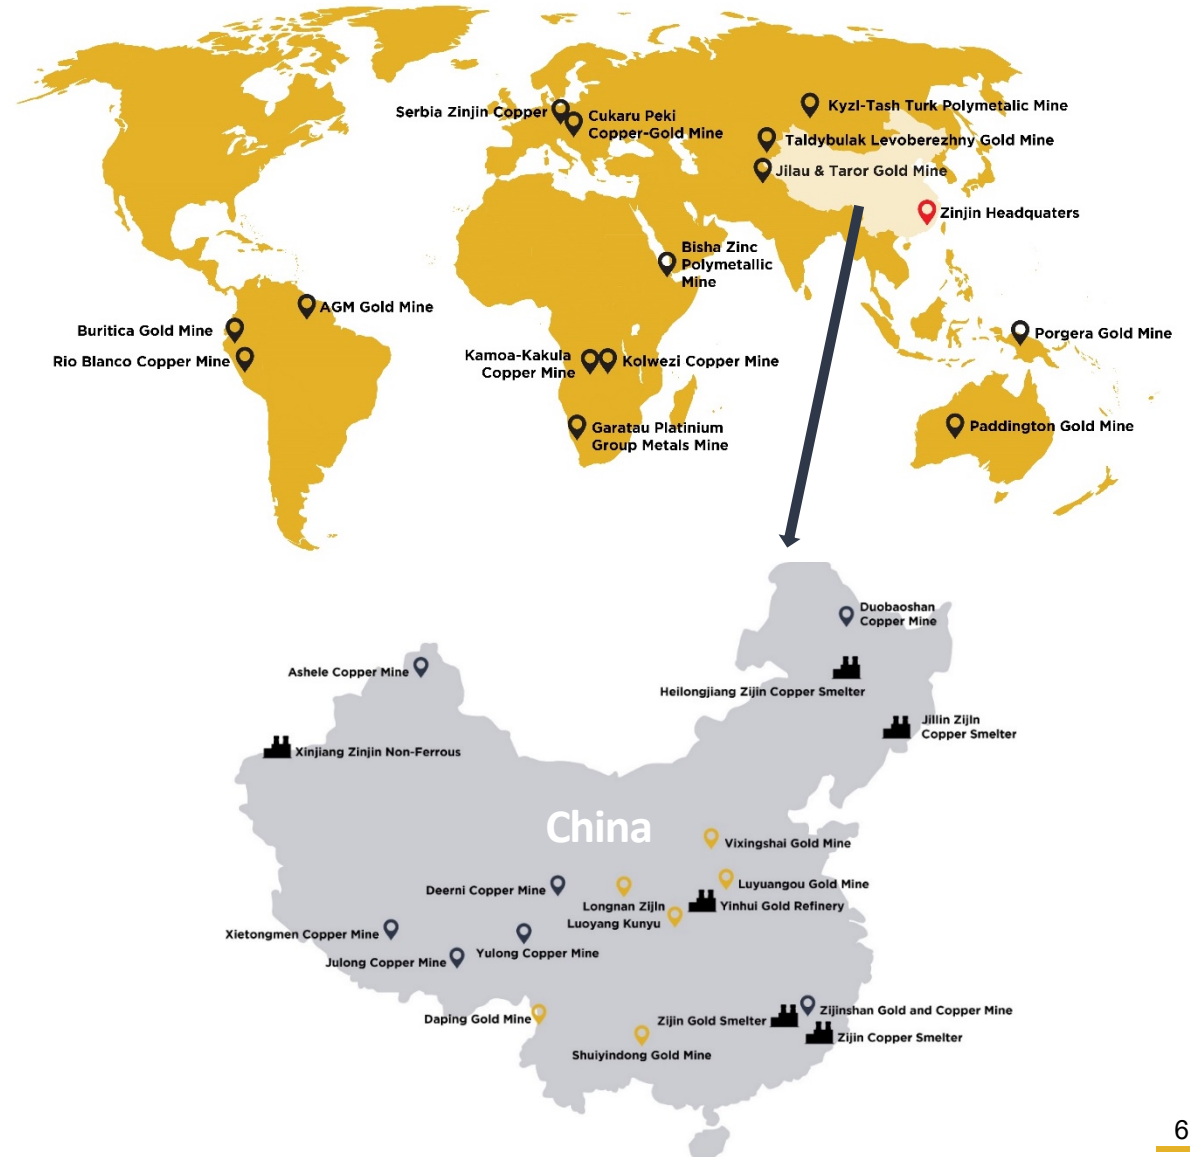 Serbia Zinjin Copper
Cukaru Peki
Copper-Gold Mine
Kyzl-Tash Turk Polymetalic Mine
Taldybulak Levoberezhny Gold Mine
Jilau & Taror Gold Mine
Zinjin Headquaters
Bisha Zinc
Polymetallic
Mine
AGM Gold Mine
Buritica Gold Mine
Rio Blanco Copper Mine
Kamoa-Kakula
Copper Mine
Kolwezi Copper Mine
Porgera Gold Mine
Garatau Platinium
Group Metals Mine
Paddington Gold Mine
Duobaoshan
Copper Mine
Ashele Copper Mine
Heilongjiang Zijin Copper Smelter
Jillin Zijln
Copper Smelter
Xinjiang Zinjin Non-Ferrous
China
Vixingshai Gold Mine
Deerni Copper Mine
Luyuangou Gold Mine
Longnan Zijln
Yinhui Gold Refinery
Luoyang Kunyu
Xietongmen Copper Mine
Yulong Copper Mine
Julong Copper Mine
Daping Gold Mine
Zijinshan Gold and Copper Mine
Zijin Gold Smelter
Zijin Copper Smelter
Shuiyindong Gold Mine
6